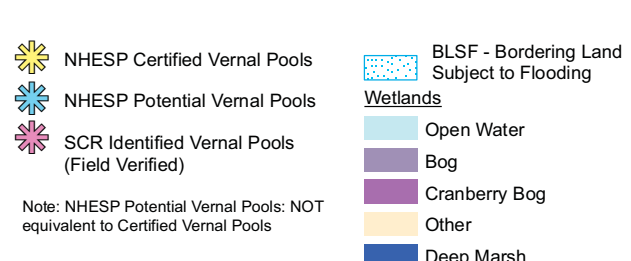 NHESP Certified Vernal Pools
NHESP Potential Vernal Pools
SCR Identified Vernal Pools
(Field Verified)
Note: NHESP Potential Vernal Pools: NOT
equivalent to Certified Vernal Pools
BLSF - Bordering Land
Subject to Flooding
Wetlands
Open Water
Bog
Cranberry Bog
Other
Deep Marsh